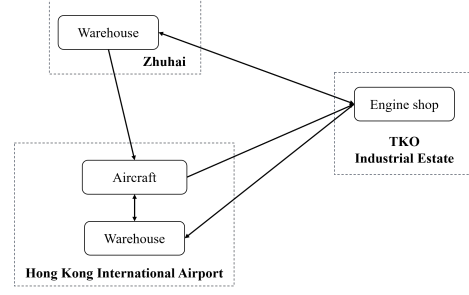 Warehouse
Zhuhai
Engine shop
TKO
Industrial Estate
Aircraft
Warehouse
Hong Kong International Airport